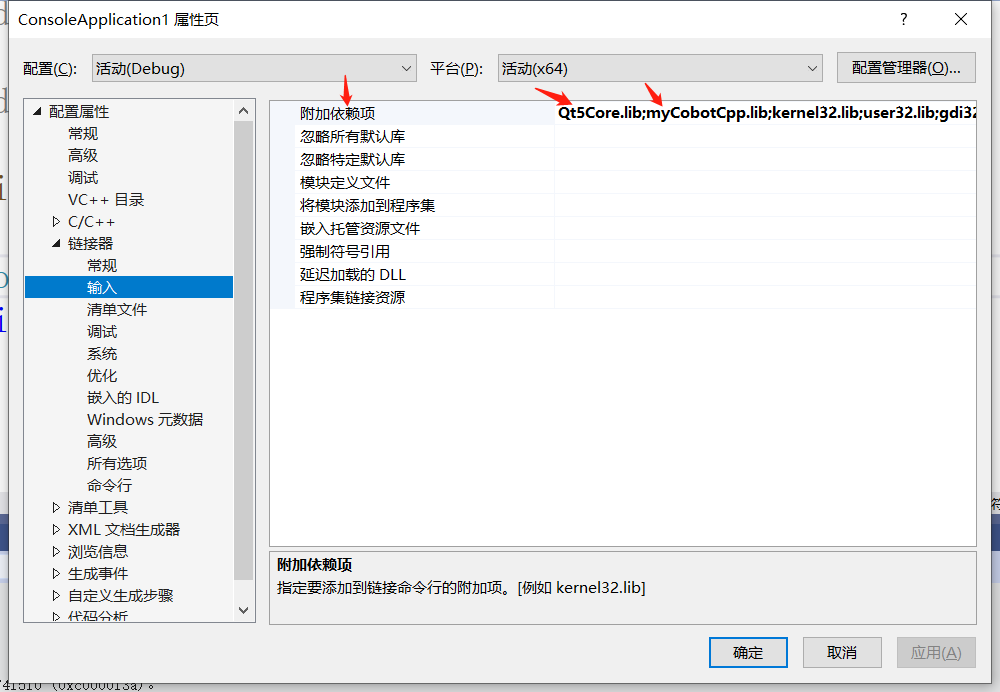 ConsoleApplication1 属性页
?
配置(C):
活动(Debug)
平台(P):
活动(x64)
配置管理器(O)...
配置属性
常规
高级
调试
VC++ 目录
C/C++
链接器
常规
输入
清单文件
调试
系统
优化
嵌入的 IDL
Windows 元数据
高级
所有选项
命令行
清单工具
XML 文档生成器
浏览信息
生成事件
自定义生成步骤
代码分析
附加依赖项
Qt5Core.lib;myCobotCpp.lib;kernel32.lib;user32.lib;gdi32
忽略所有默认库
忽略特定默认库
模块定义文件
将模块添加到程序集
嵌入托管资源文件
强制符号引用
延迟加载的 DLL
程序集链接资源
附加依赖项
指定要添加到链接命令行的附加项。[例如 kernel32.lib]
确定
取消
应用(A)
(0xc000013a)。